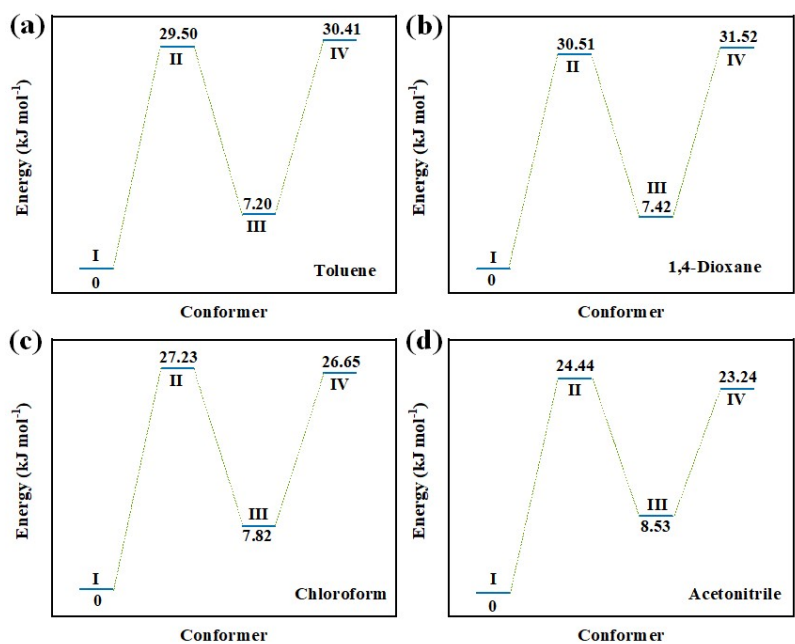 (a)
29.50
II
30.41
IV
7.20
III
I
0
Toluene
Energy (kJ mol⁻¹)
Conformer
(b)
30.51
II
31.52
IV
III
7.42
I
0
1,4-Dioxane
Energy (kJ mol⁻¹)
Conformer
(c)
27.23
II
26.65
IV
III
7.82
I
0
Chloroform
Energy (kJ mol⁻¹)
Conformer
(d)
24.44
II
23.24
IV
III
8.53
I
0
Acetonitrile
Energy (kJ mol⁻¹)
Conformer